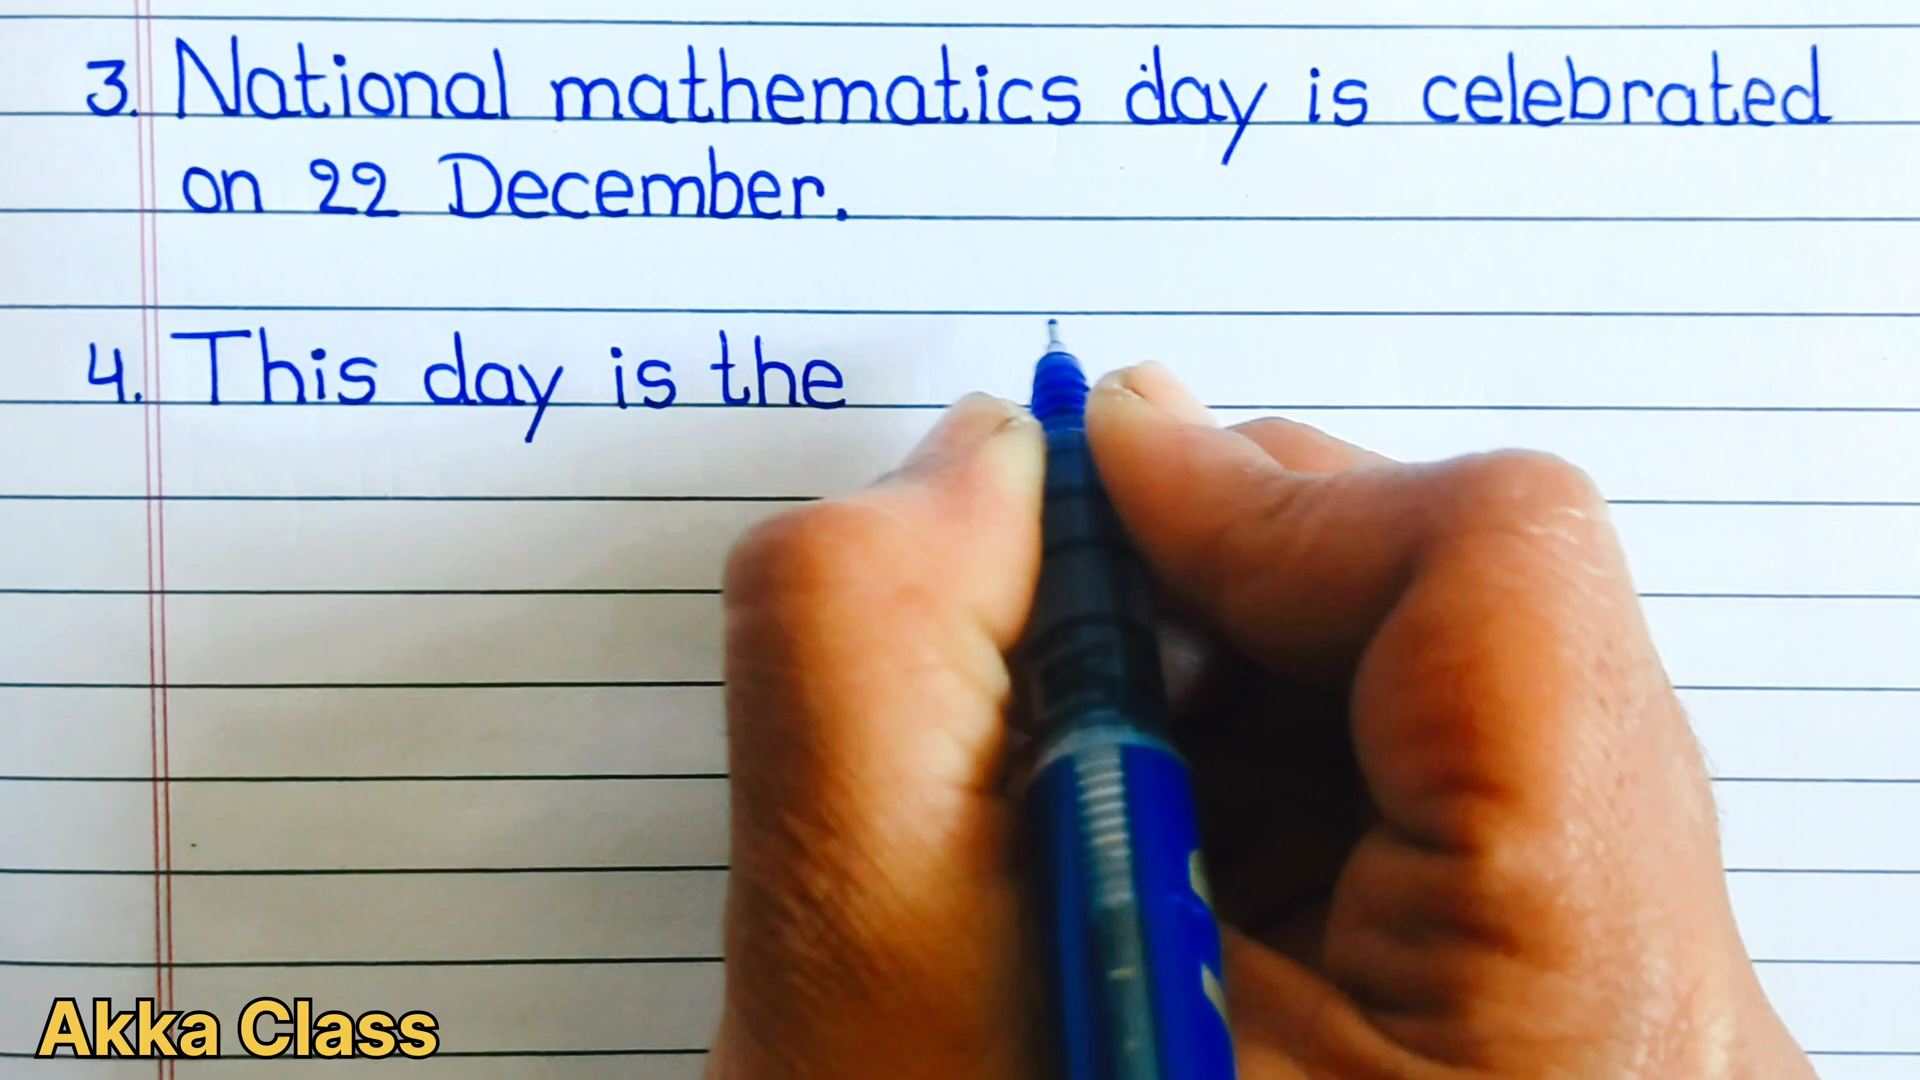 3. National mathematics day is celebrated
on 22 December.
4. This day is the
Akka Class